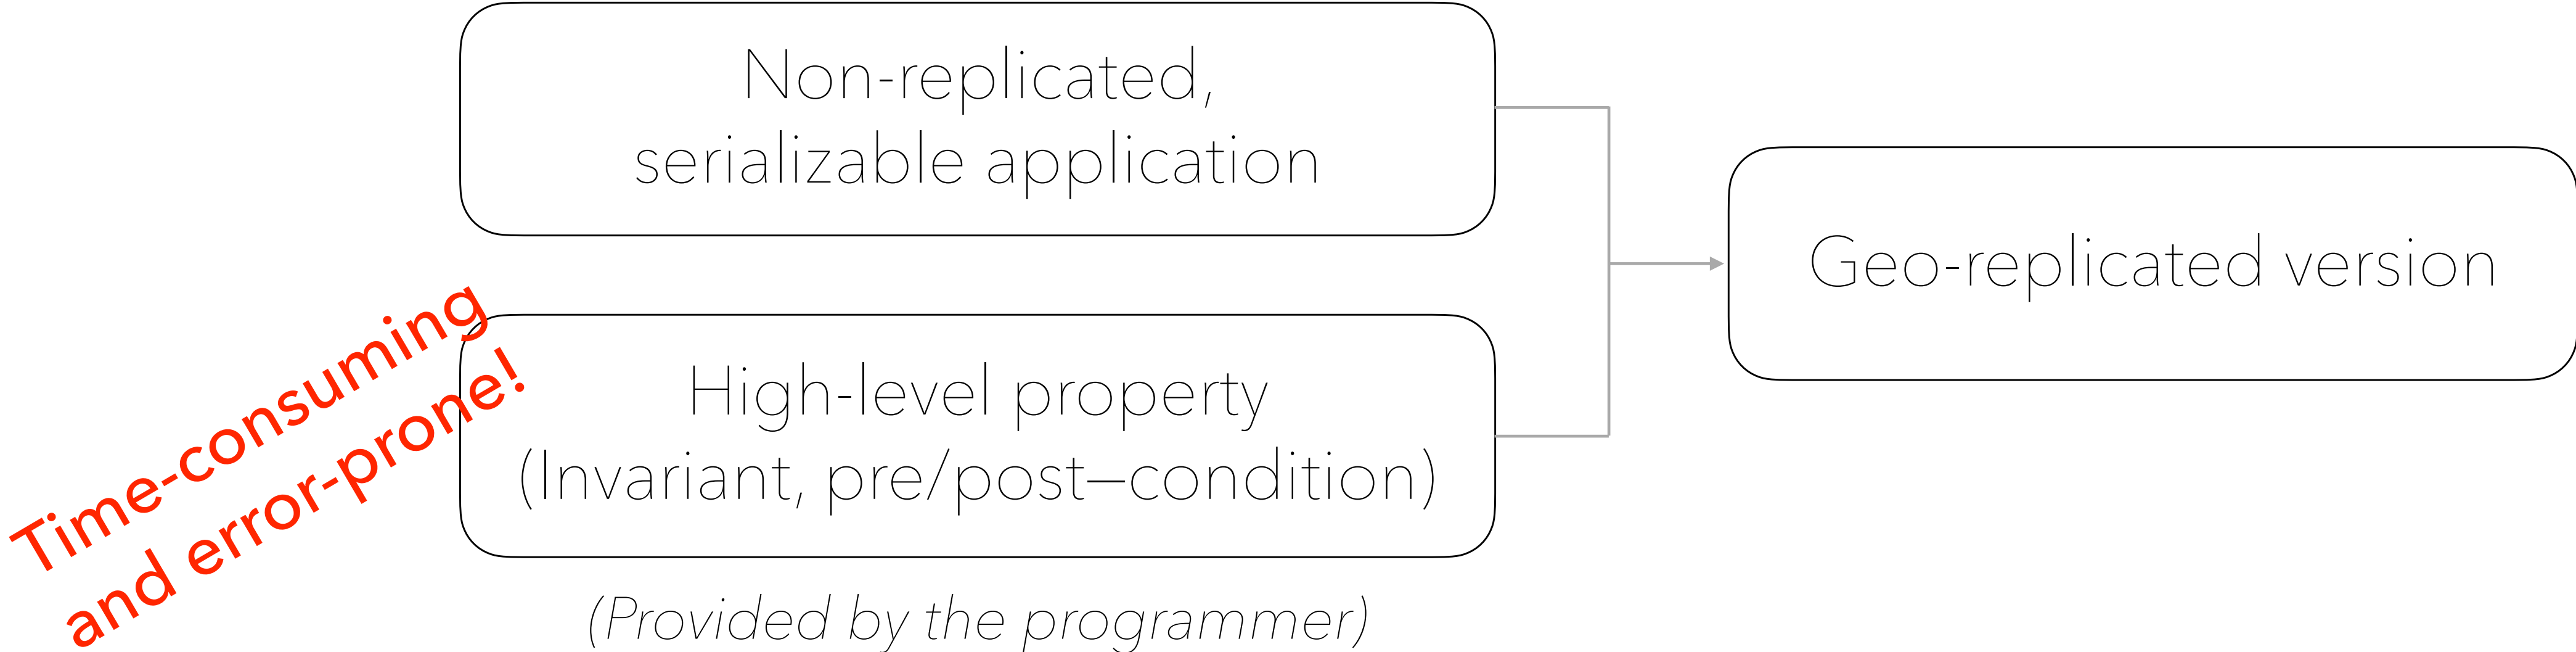 Non-replicated,
serializable application
Geo-replicated version
Time-consuming
and error-prone!
High-level property
(Invariant, pre/post—condition)
(Provided by the programmer)